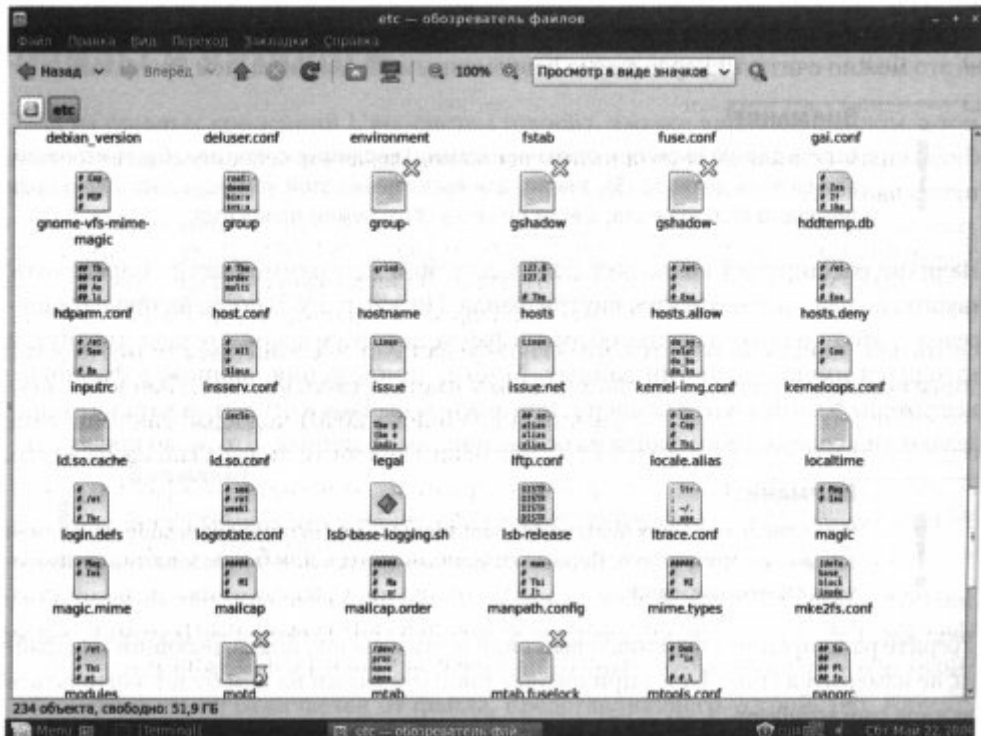 etc — обозреватель файлов
Файл Правка Вид Переход Закладки Справка
Назад Вперёд 100% Просмотр в виде значков
etc
debian_version deluser.conf environment fstab fuse.conf gai.conf
gnome-vfs-mime-magic group group- gshadow gshadow- hddtemp.db
hdparm.conf host.conf hostname hosts hosts.allow hosts.deny
inputrc insserv.conf issue issue.net kernel-img.conf kerneloops.conf
ld.so.cache ld.so.conf legal lftp.conf locale.alias localtime
login.defs logrotate.conf lsb-base-logging.sh lsb-release ltrace.conf magic
magic.mime mailcap mailcap.order manpath.config mime.types mke2fs.conf
modules motd mtab mtab.fuselock mtools.conf
234 объекта, свободно: 51,9 ГБ
Menu [Terminal] etc — обозреватель фай... Сбт Май 22,